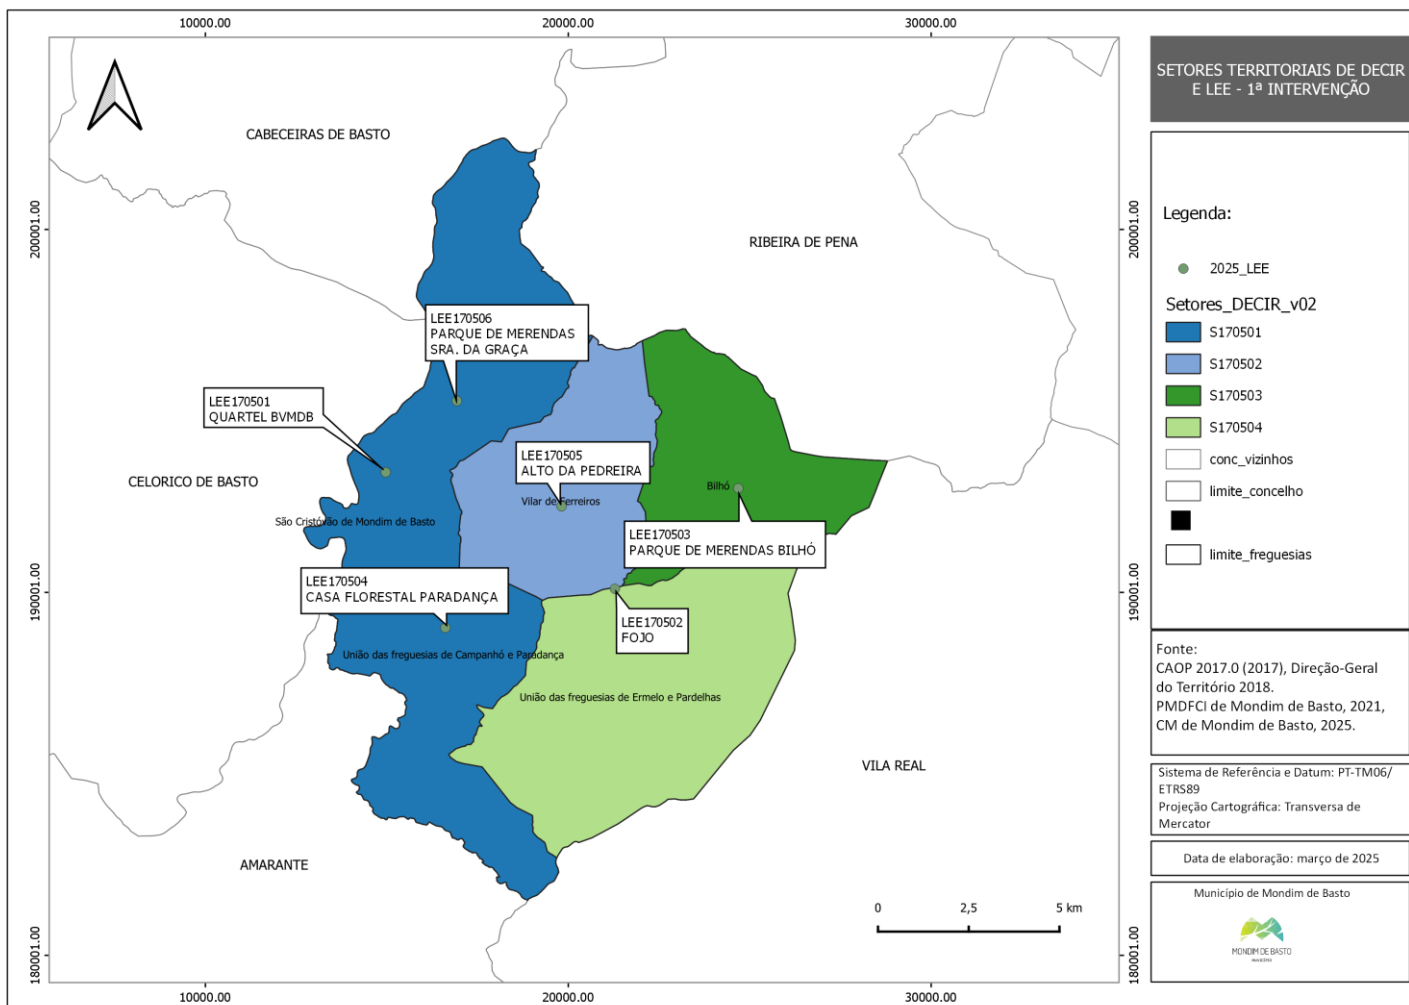 10000.00
20000.00
30000.00
200001.00
200001.00
190001.00
190001.00
180001.00
180001.00
CABECEIRAS DE BASTO
RIBEIRA DE PENA
LEE170506
PARQUE DE MERENDAS
SRA. DA GRAÇA
LEE170501
QUARTEL BVMDB
LEE170505
ALTO DA PEDREIRA
CELORICO DE BASTO
Bilhó
Vilar de Ferreiros
São Cristóvão de Mondim de Basto
LEE170503
PARQUE DE MERENDAS BILHÓ
LEE170504
CASA FLORESTAL PARADANÇA
LEE170502
FOJO
União das freguesias de Campanhó e Paradança
União das freguesias de Ermelo e Pardelhas
VILA REAL
AMARANTE
0
2,5
5 km
10000.00
20000.00
30000.00
SETORES TERRITORIAIS DE DECIR
E LEE - 1ª INTERVENÇÃO
Legenda:
2025_LEE
Setores_DECIR_v02
S170501
S170502
S170503
S170504
conc_vizinhos
limite_concelho
limite_freguesias
Fonte:
CAOP 2017.0 (2017), Direção-Geral
do Território 2018.
PMDFCI de Mondim de Basto, 2021,
CM de Mondim de Basto, 2025.
Sistema de Referência e Datum: PT-TM06/
ETRS89
Projeção Cartográfica: Transversa de
Mercator
Data de elaboração: março de 2025
Município de Mondim de Basto
MONDIM DE BASTO